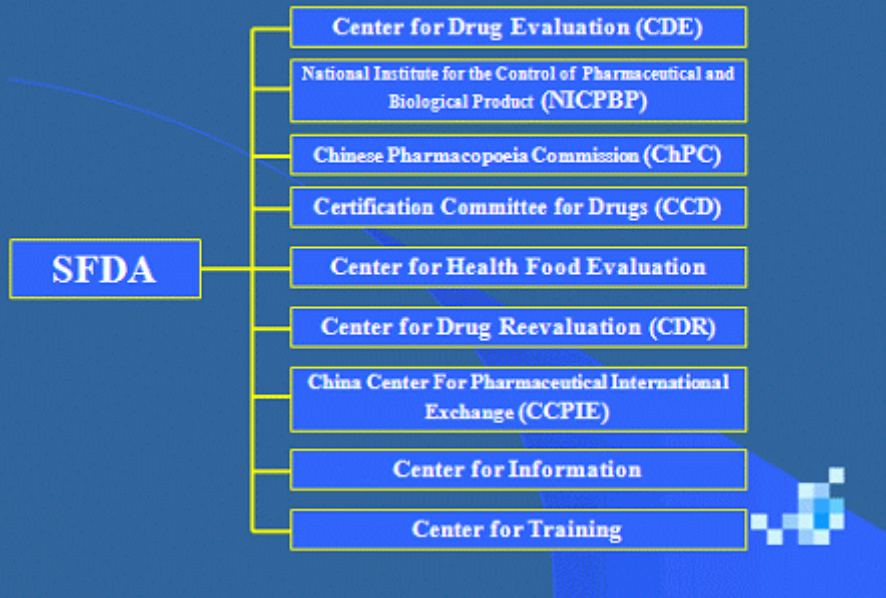 Center for Drug Evaluation (CDE)
National Institute for the Control of Pharmaceutical and
Biological Product (NICPBP)
Chinese Pharmacopoeia Commission (ChPC)
Certification Committee for Drugs (CCD)
SFDA
Center for Health Food Evaluation
Center for Drug Reevaluation (CDR)
China Center For Pharmaceutical International
Exchange (CCPIE)
Center for Information
Center for Training